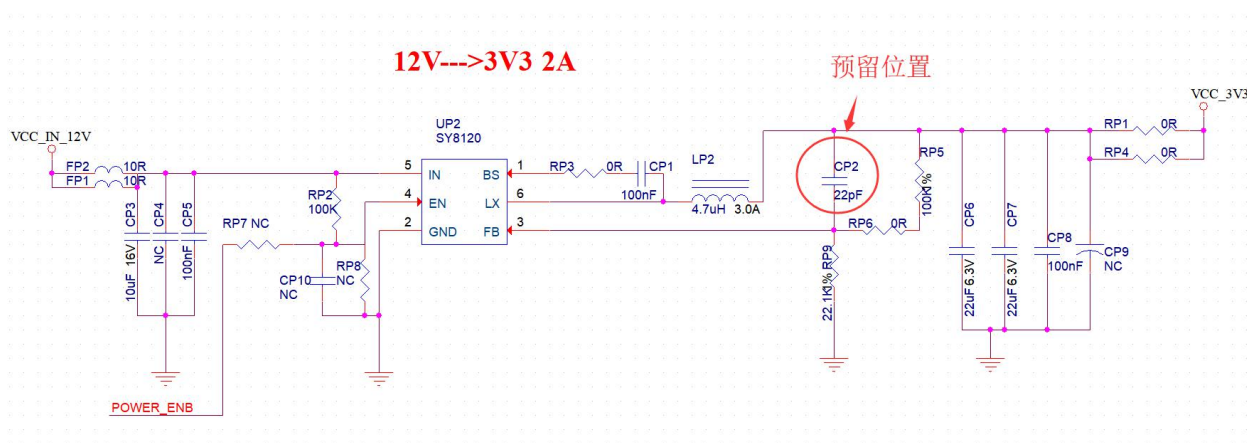 12V--->3V3 2A
预留位置
VCC_3V3
VCC_IN_12V
UP2
SY8120
RP1 0R
RP4 0R
FP2 10R
FP1 10R
5 IN
4 EN
2 GND
BS 1
LX 6
FB 3
RP3 0R
CP1
100nF
LP2
4.7uH 3.0A
CP2
22pF
RP5
100K 1%
RP6 0R
RP9
22.1K 1%
RP2
100K
RP7 NC
RP8
NC
CP10
NC
CP3
10uF 16V
CP4
NC
CP5
100nF
CP6
22uF 6.3V
CP7
22uF 6.3V
CP8
100nF
CP9
NC
POWER_ENB